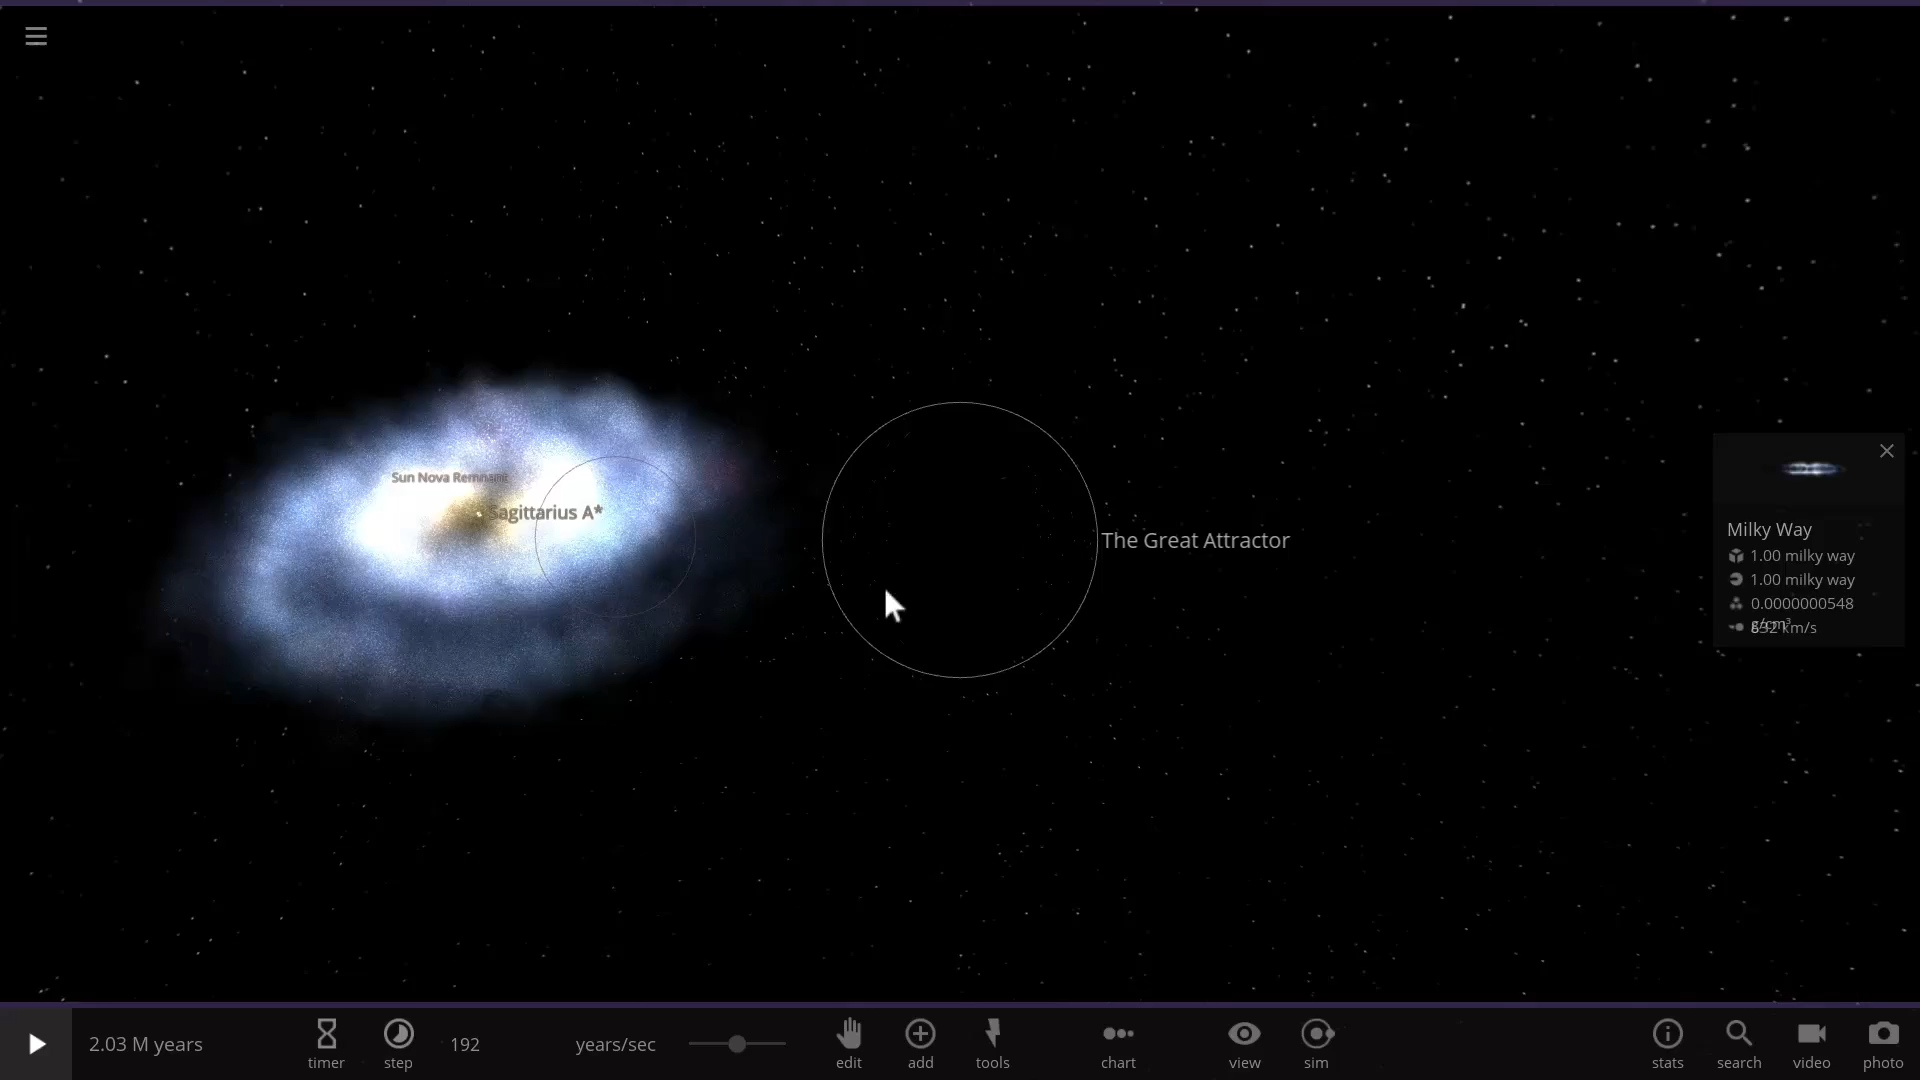 Sun Nova Remnant
Sagittarius A*
The Great Attractor
Milky Way
1.00 milky way
1.00 milky way
0.0000000548
g/cm³
km/s
2.03 M years
timer
step
192
years/sec
edit
add
tools
chart
view
sim
stats
search
video
photo